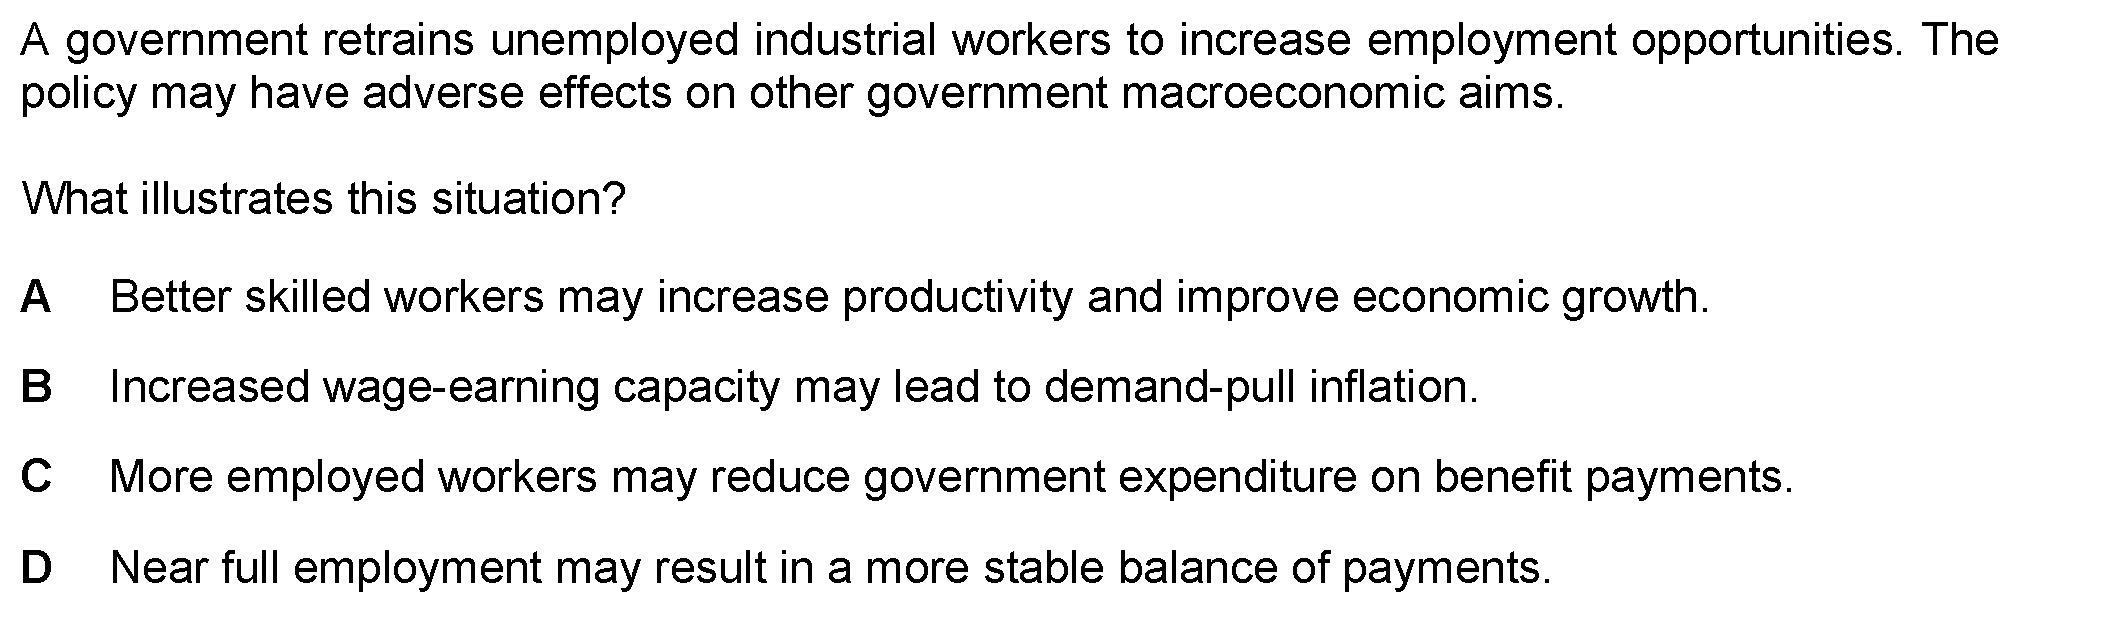 A government retrains unemployed industrial workers to increase employment opportunities. The
policy may have adverse effects on other government macroeconomic aims.
What illustrates this situation?
A Better skilled workers may increase productivity and improve economic growth.
B Increased wage-earning capacity may lead to demand-pull inflation.
C More employed workers may reduce government expenditure on benefit payments.
D Near full employment may result in a more stable balance of payments.